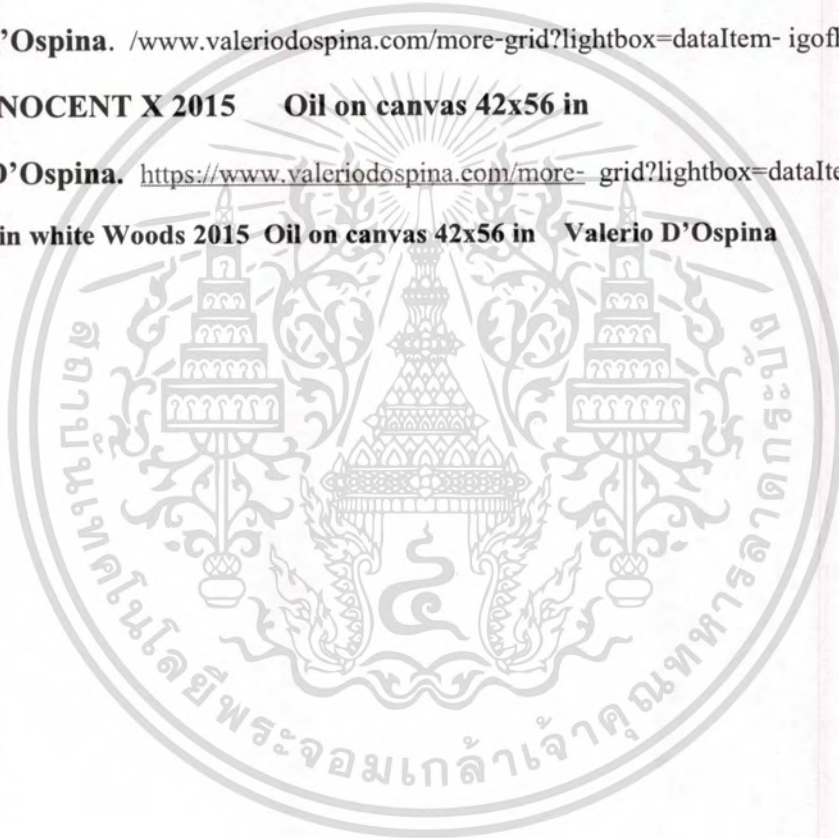 ’Ospina. /www.valeriodospina.com/more-grid?lightbox=dataItem- igofl
NOCENT X 2015 Oil on canvas 42x56 in
D’Ospina. https://www.valeriodospina.com/more- grid?lightbox=dataIte
in white Woods 2015 Oil on canvas 42x56 in Valerio D’Ospina
สถาบันเทคโนโลยีพระจอมเกล้าเจ้าคุณทหารลาดกระบัง